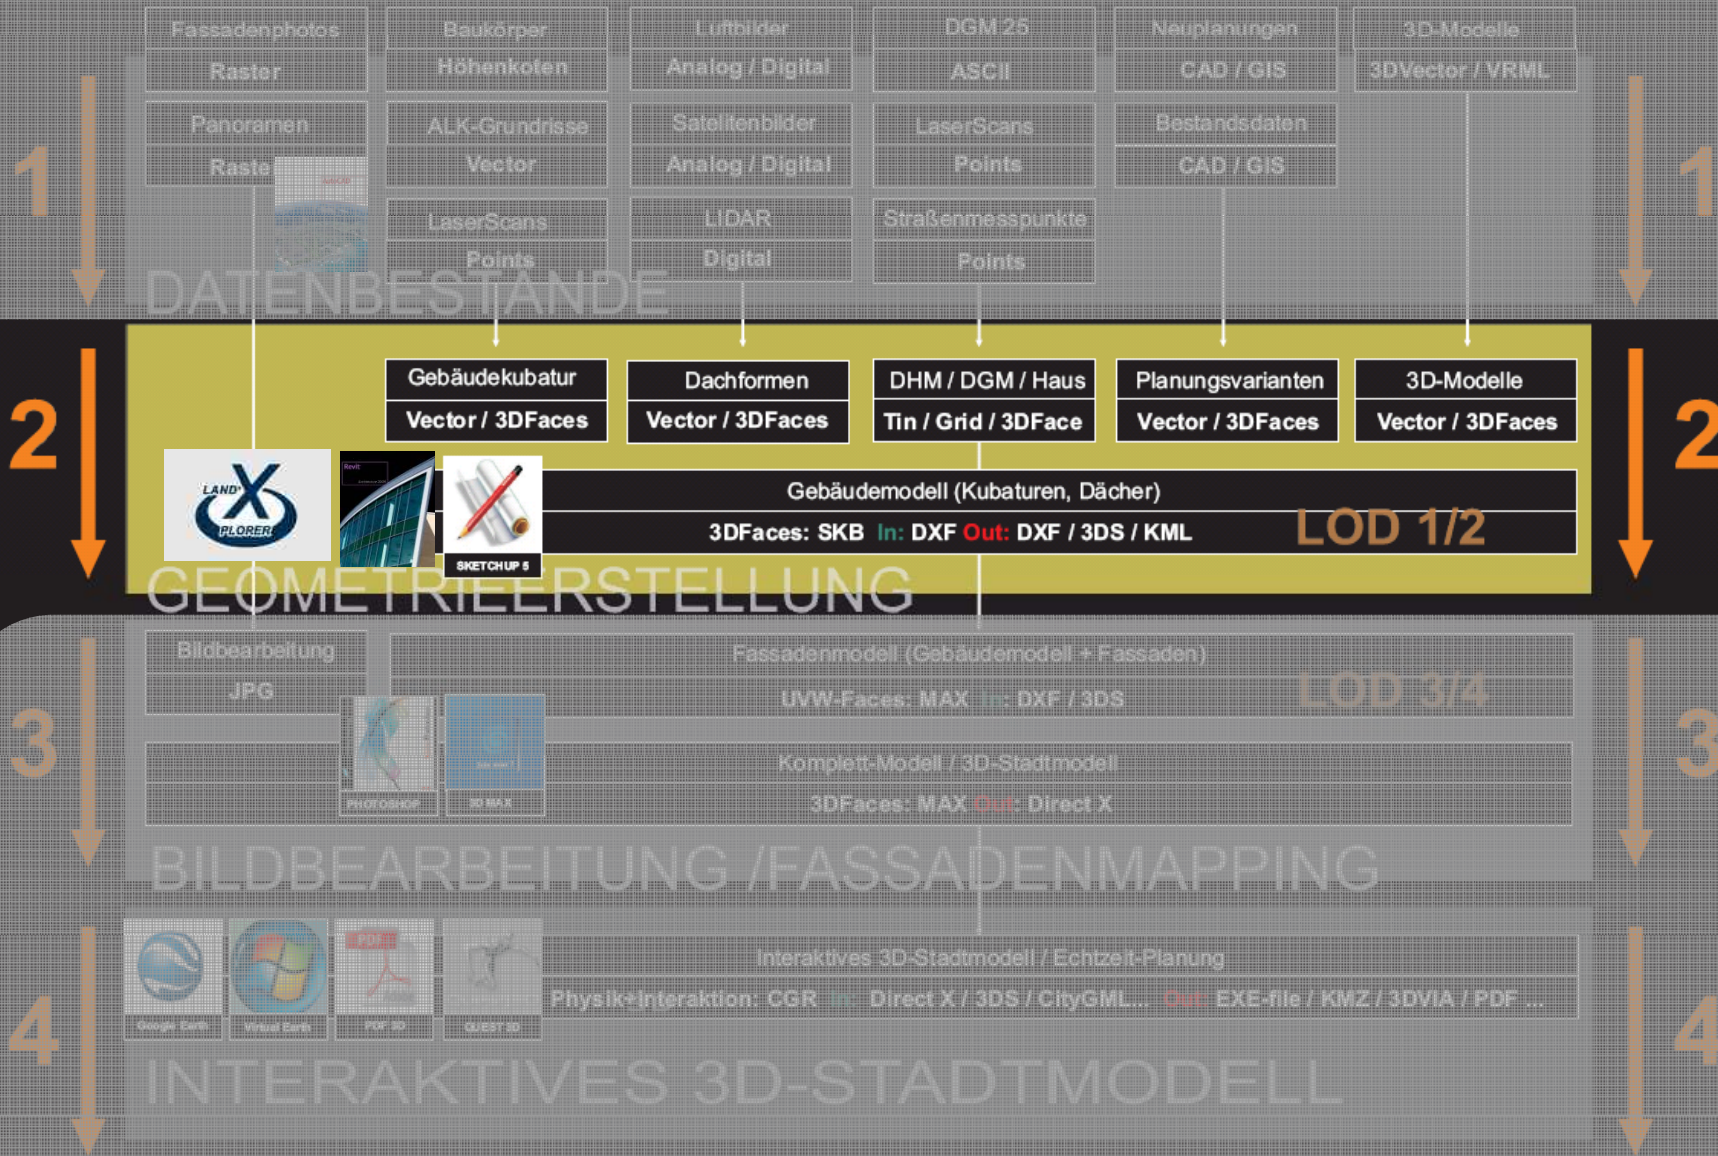 Fassadenphotos
Raster
Panoramen
Raste
Baukörper
Höhenkoten
ALK-Grundrisse
Vector
LaserScans
Points
Luftbilder
Analog / Digital
Satelitenbilder
Analog / Digital
LIDAR
Digital
DGM 25
ASCII
LaserScans
Points
Straßenmesspunkte
Points
Neuplanungen
CAD / GIS
Bestandsdaten
CAD / GIS
3D-Modelle
3DVector / VRML
1
1
DATENBESTÄNDE
2
2
Gebäudekubatur
Vector / 3DFaces
Dachformen
Vector / 3DFaces
DHM / DGM / Haus
Tin / Grid / 3DFace
Planungsvarianten
Vector / 3DFaces
3D-Modelle
Vector / 3DFaces
LAND
X
PLORER
Revit
SKETCHUP 5
Gebäudemodell (Kubaturen, Dächer)
3DFaces: SKB In: DXF Out: DXF / 3DS / KML
LOD 1/2
GEOMETRIEERSTELLUNG
3
3
Bildbearbeitung
JPG
Fassadenmodell (Gebäudemodell + Fassaden)
UVW-Faces: MAX In: DXF / 3DS
LOD 3/4
PHOTOSHOP
3D MAX
Komplett-Modell / 3D-Stadtmodell
3DFaces: MAX Out: Direct X
BILDBEARBEITUNG /FASSADENMAPPING
4
4
Google Earth
Virtual Earth
PDF
PDF 3D
QUEST 3D
Interaktives 3D-Stadtmodell / Echtzeit-Planung
Physik+Interaktion: CGR In: Direct X / 3DS / CityGML... Out: EXE-file / KMZ / 3DVIA / PDF ...
INTERAKTIVES 3D-STADTMODELL